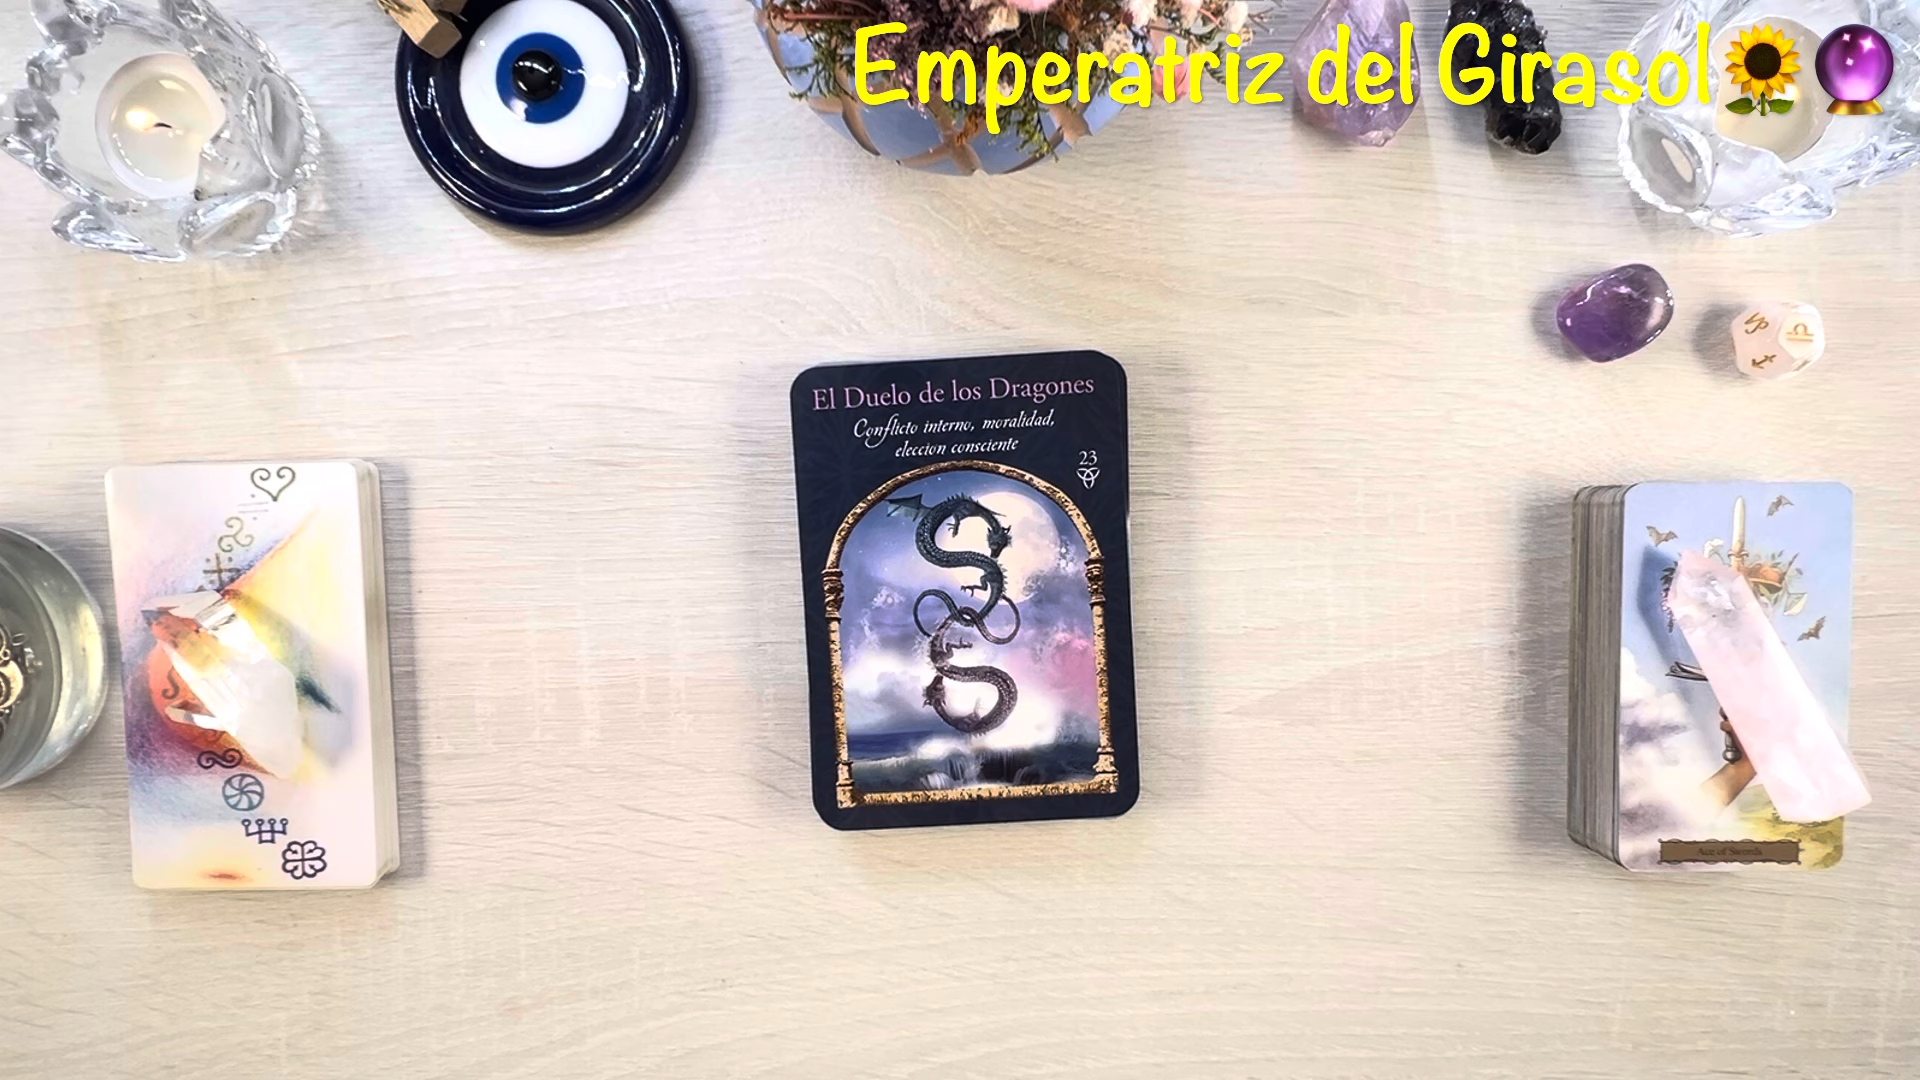 Emperatriz del Girasol🌻🔮
El Duelo de los Dragones
Conflicto interno, moralidad,
eleccion consciente
23
Ace of Swords